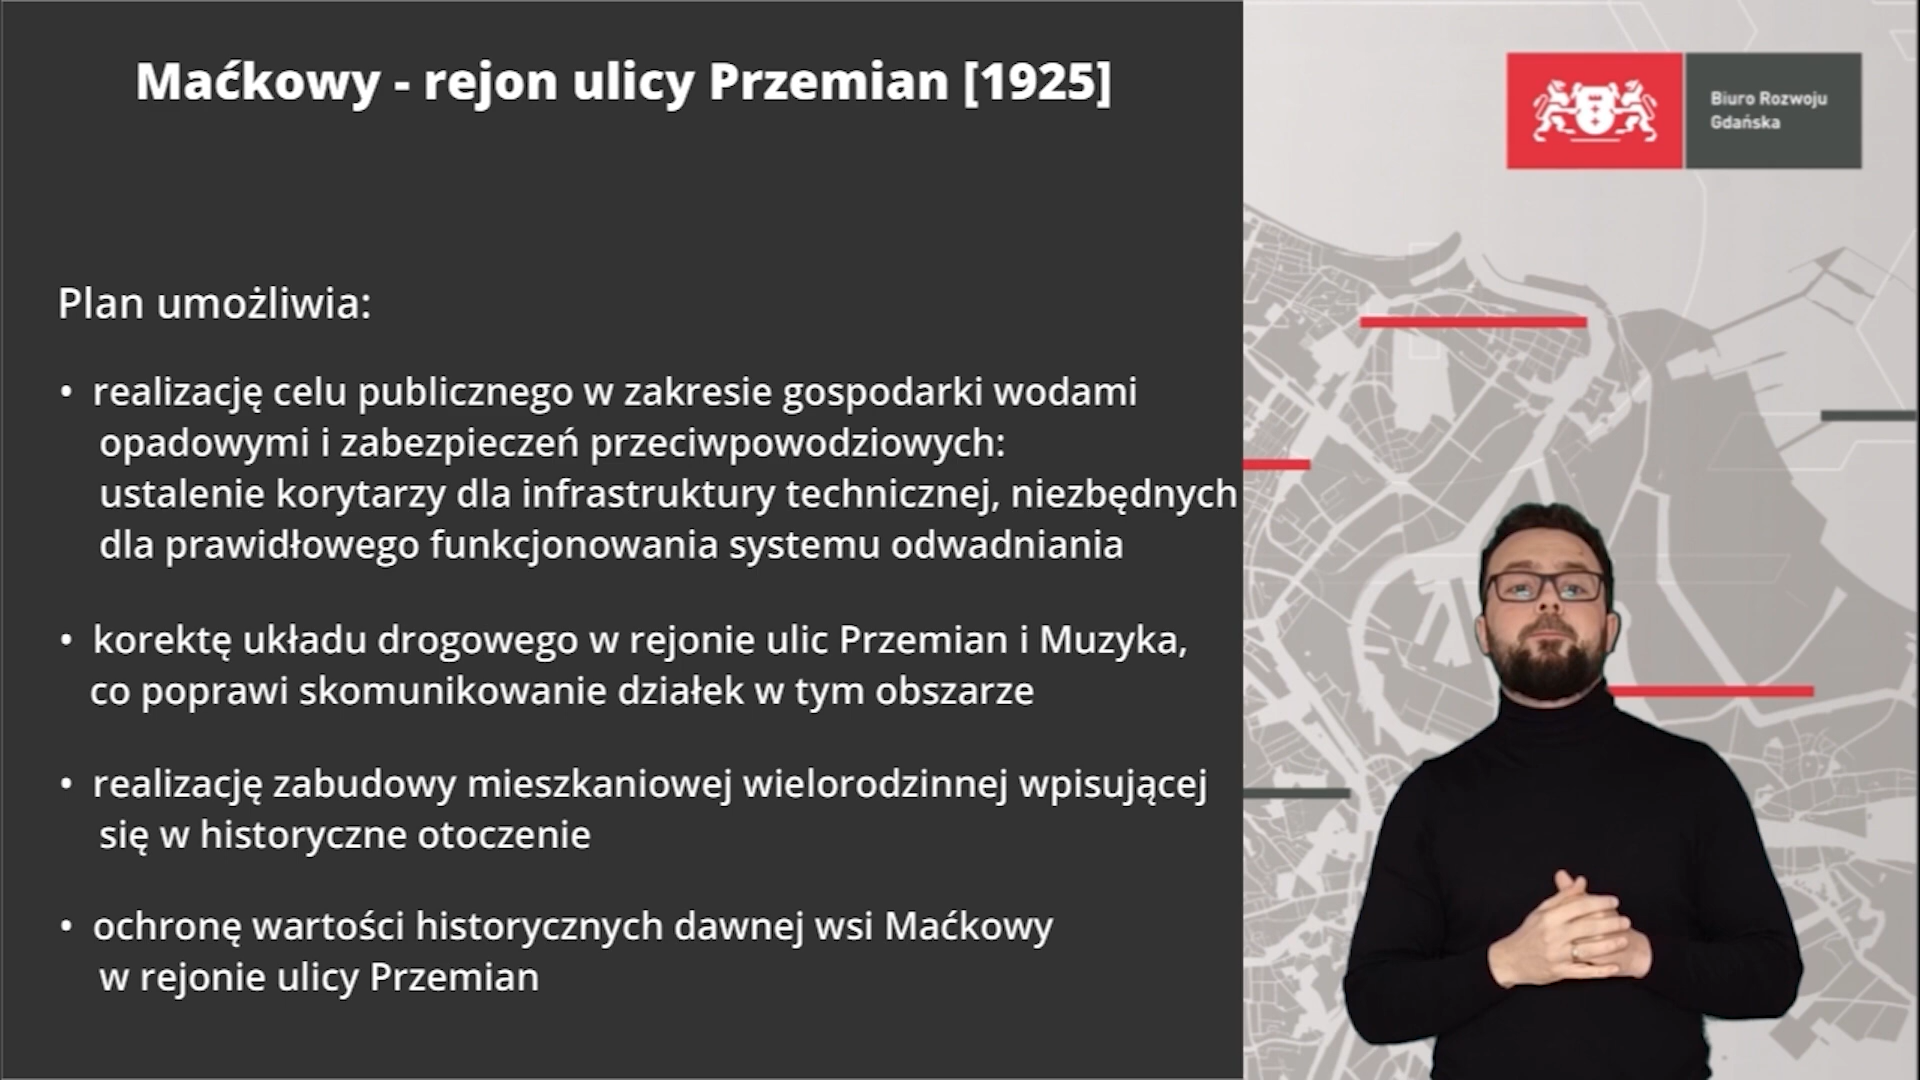 Maćkowy - rejon ulicy Przemian [1925]
Biuro Rozwoju
Gdańska
Plan umożliwia:
• realizację celu publicznego w zakresie gospodarki wodami
opadowymi i zabezpieczeń przeciwpowodziowych:
ustalenie korytarzy dla infrastruktury technicznej, niezbędnych
dla prawidłowego funkcjonowania systemu odwadniania
• korektę układu drogowego w rejonie ulic Przemian i Muzyka,
co poprawi skomunikowanie działek w tym obszarze
• realizację zabudowy mieszkaniowej wielorodzinnej wpisującej
się w historyczne otoczenie
• ochronę wartości historycznych dawnej wsi Maćkowy
w rejonie ulicy Przemian